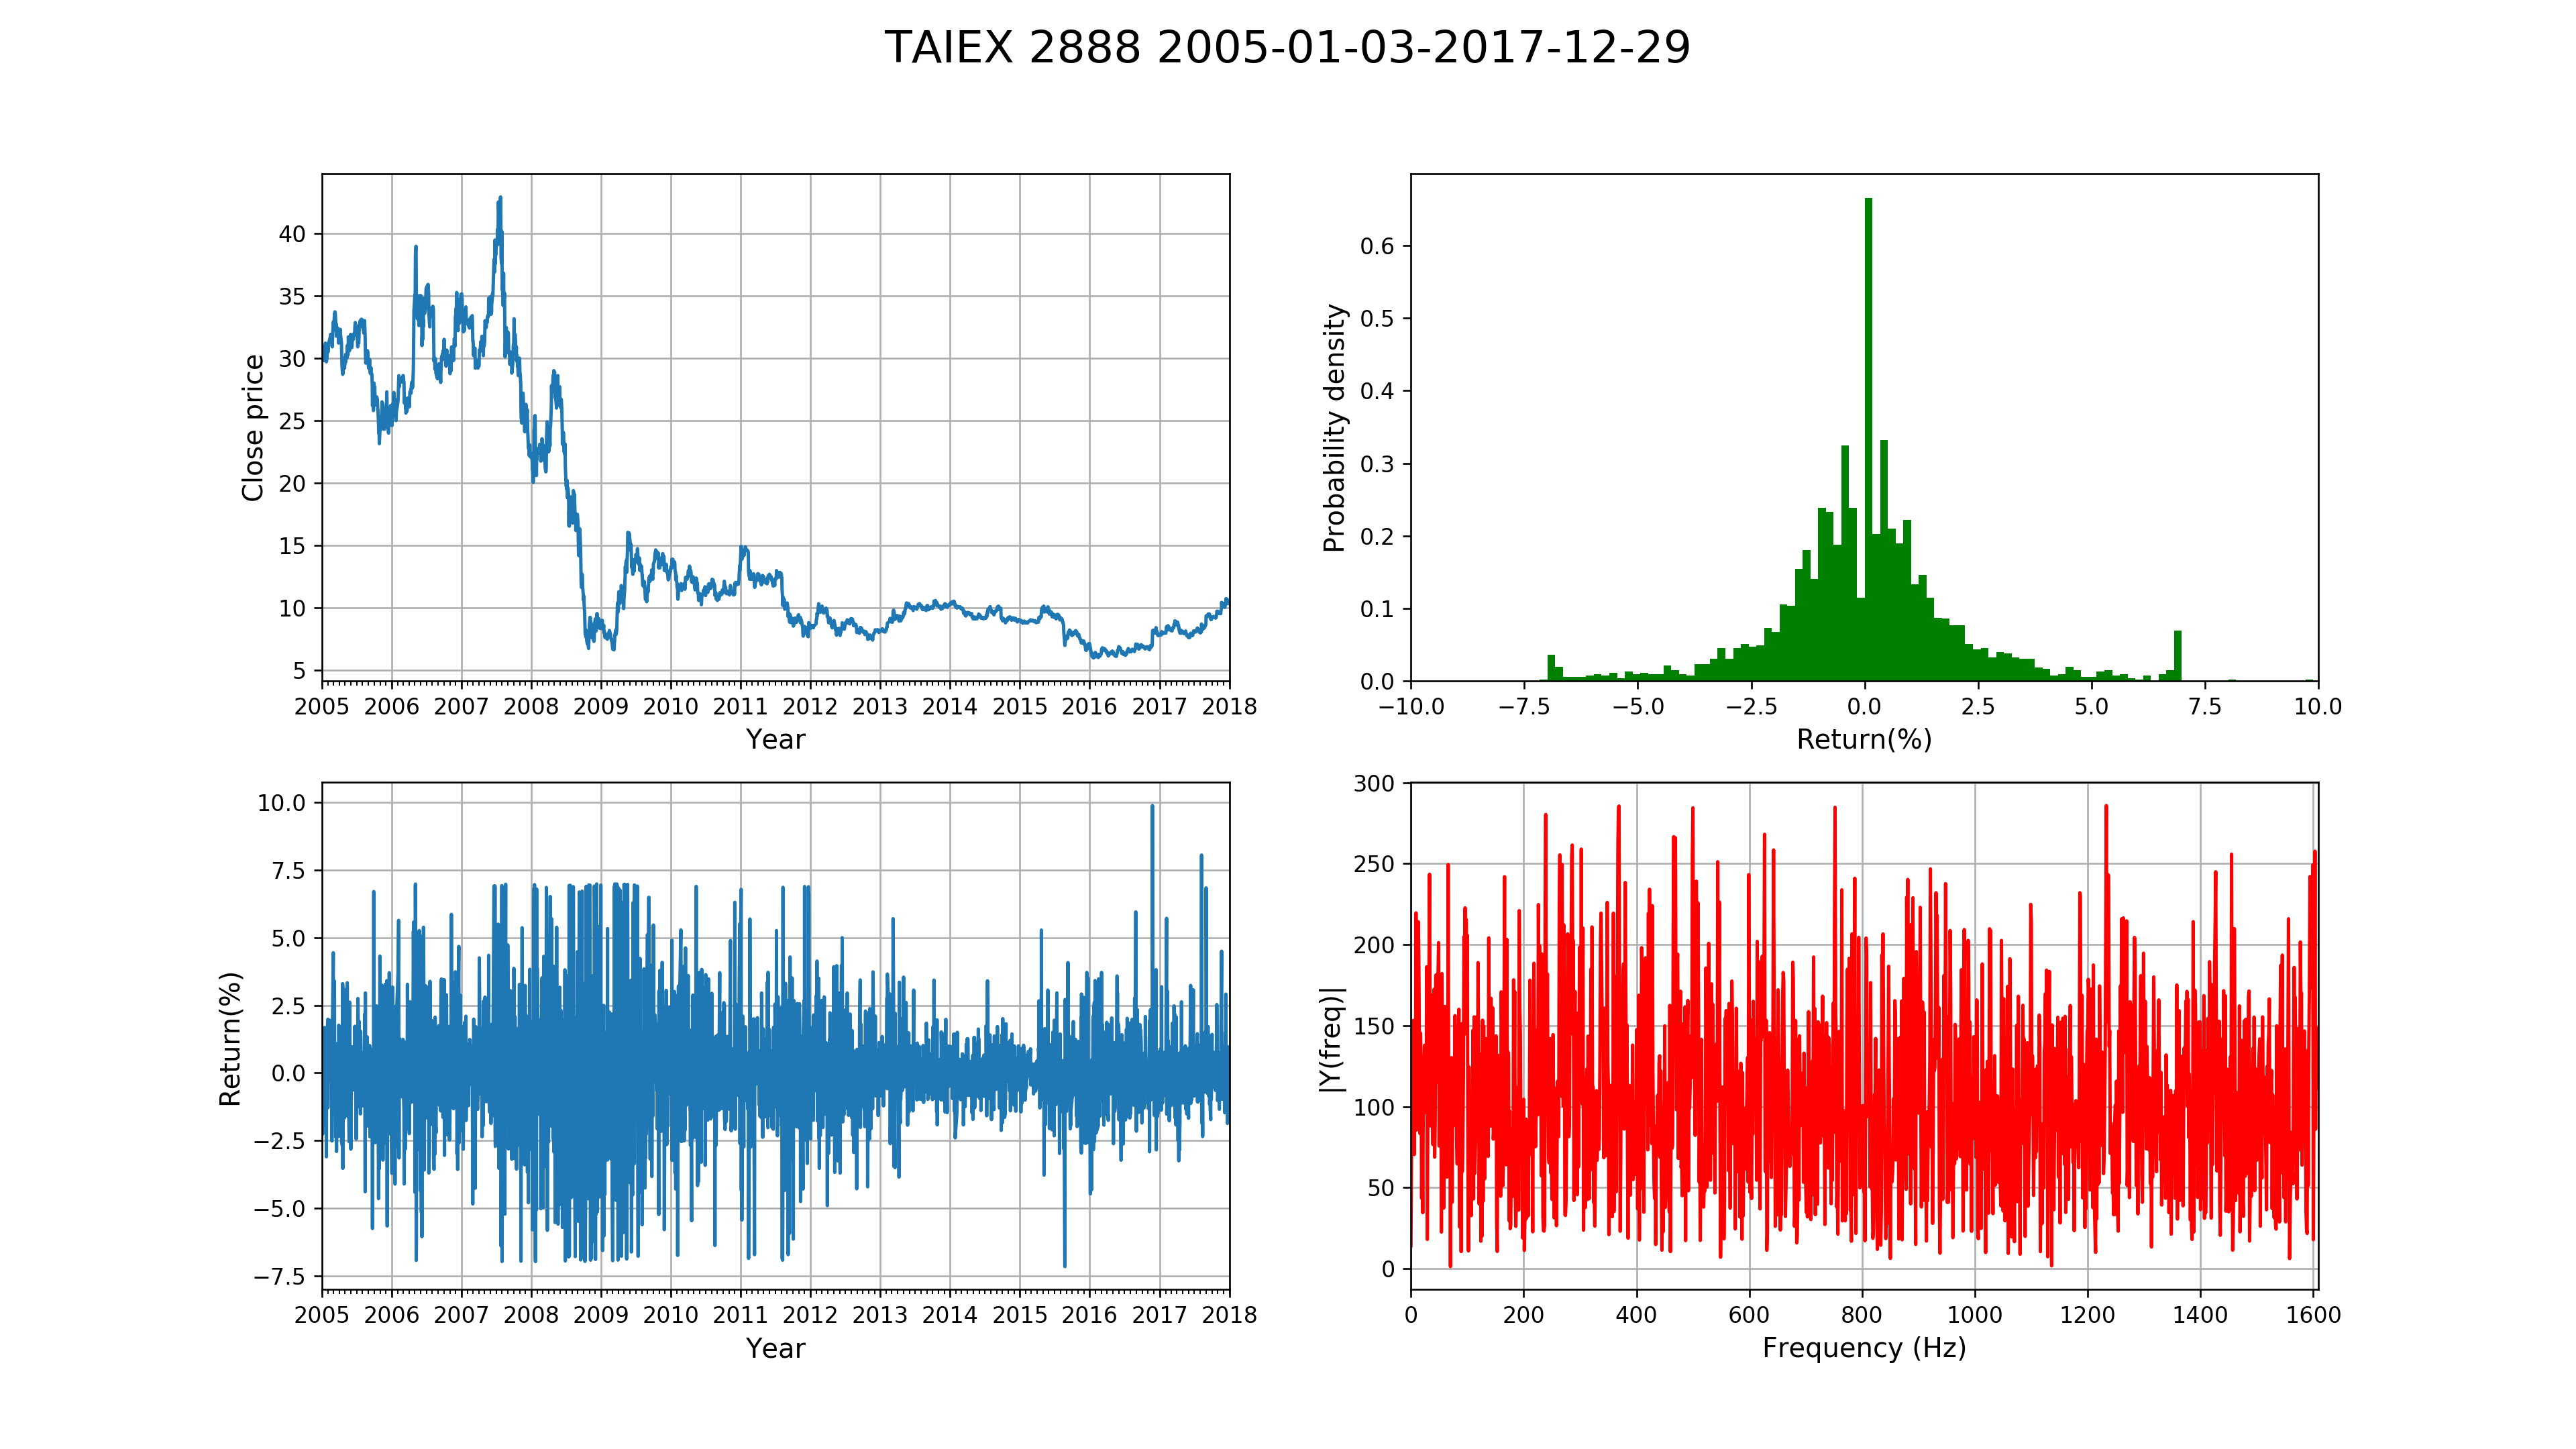 TAIEX 2888 2005-01-03-2017-12-29
Close price
40
35
30
25
20
15
10
5
2005 2006 2007 2008 2009 2010 2011 2012 2013 2014 2015 2016 2017 2018
Year
Probability density
0.6
0.5
0.4
0.3
0.2
0.1
0.0
−10.0 −7.5 −5.0 −2.5 0.0 2.5 5.0 7.5 10.0
Return(%)
Return(%)
10.0
7.5
5.0
2.5
0.0
−2.5
−5.0
−7.5
2005 2006 2007 2008 2009 2010 2011 2012 2013 2014 2015 2016 2017 2018
Year
|Y(freq)|
300
250
200
150
100
50
0
0 200 400 600 800 1000 1200 1400 1600
Frequency (Hz)